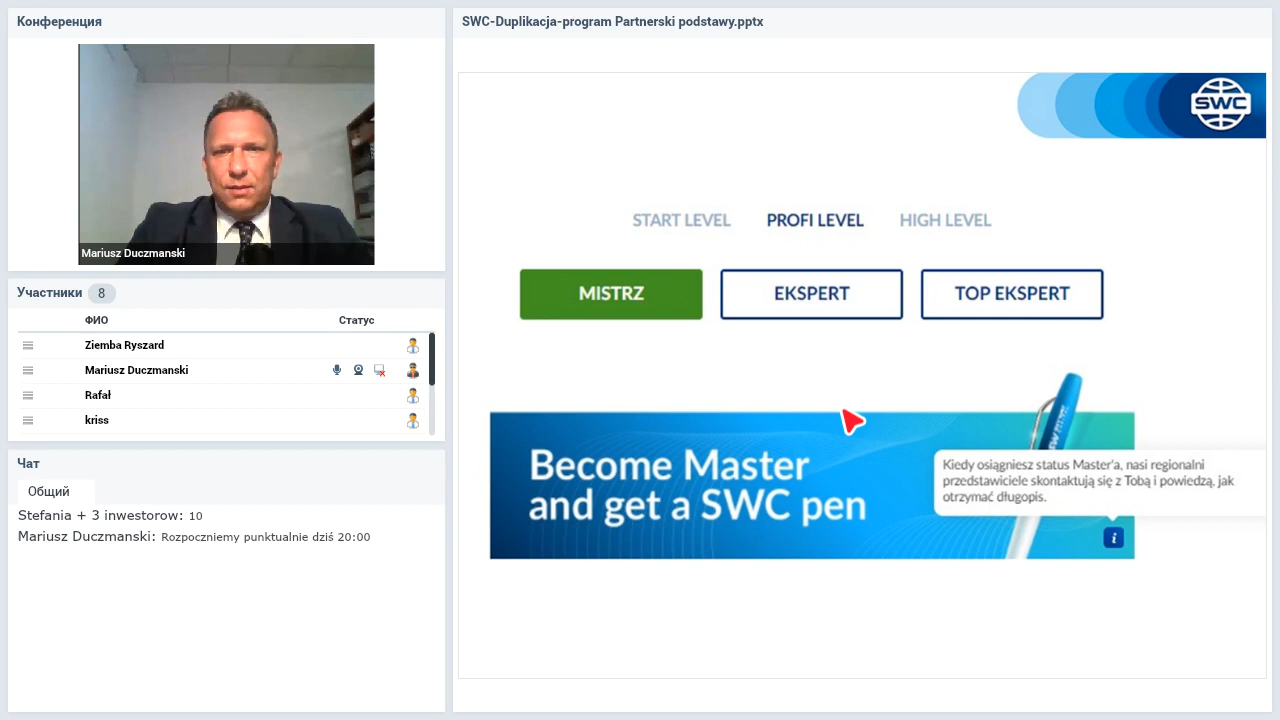 Конференция
Mariusz Duczmanski
Участники 8
ФИО Статус
Ziemba Ryszard
Mariusz Duczmanski
Rafał
kriss
Чат
Общий
Stefania + 3 inwestorow: 10
Mariusz Duczmanski: Rozpoczniemy punktualnie dziś 20:00
SWC-Duplikacja-program Partnerski podstawy.pptx
SWC
START LEVEL PROFI LEVEL HIGH LEVEL
MISTRZ EKSPERT TOP EKSPERT
Become Master
and get a SWC pen
Kiedy osiągniesz status Master'a, nasi regionalni
przedstawiciele skontaktują się z Tobą i powiedzą, jak
otrzymać długopis.
i